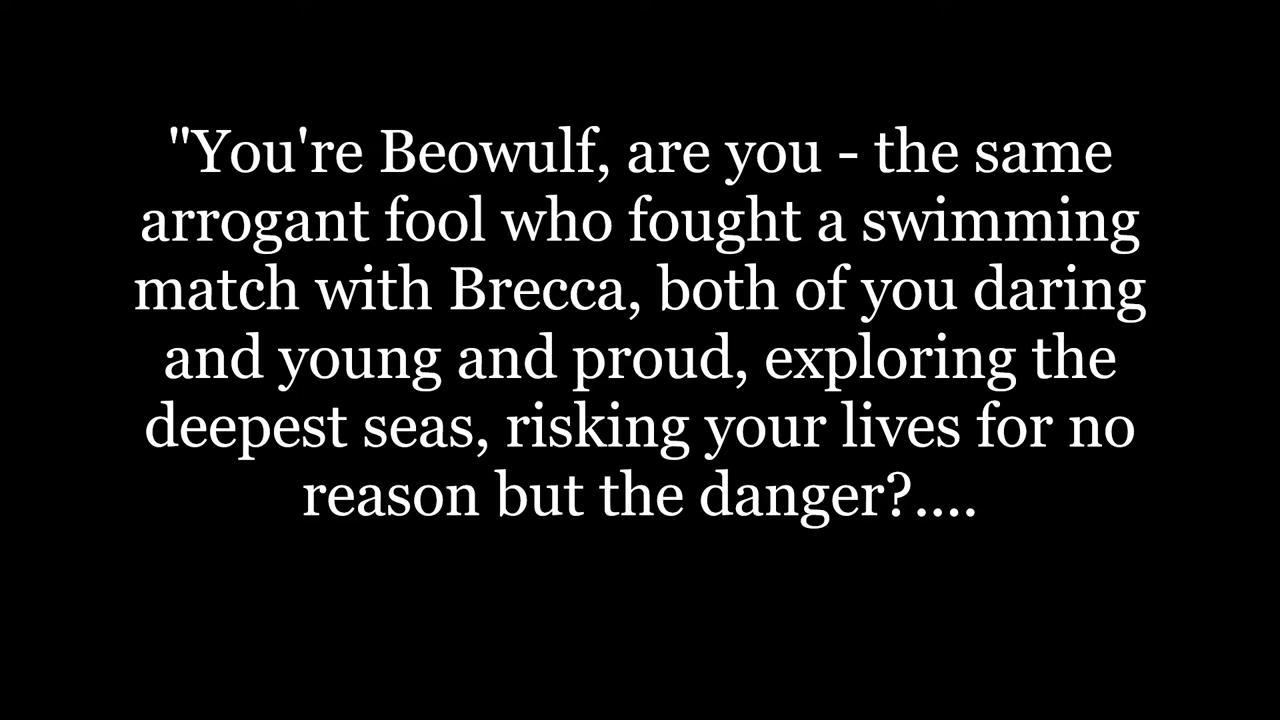 "You're Beowulf, are you - the same
arrogant fool who fought a swimming
match with Brecca, both of you daring
and young and proud, exploring the
deepest seas, risking your lives for no
reason but the danger?....